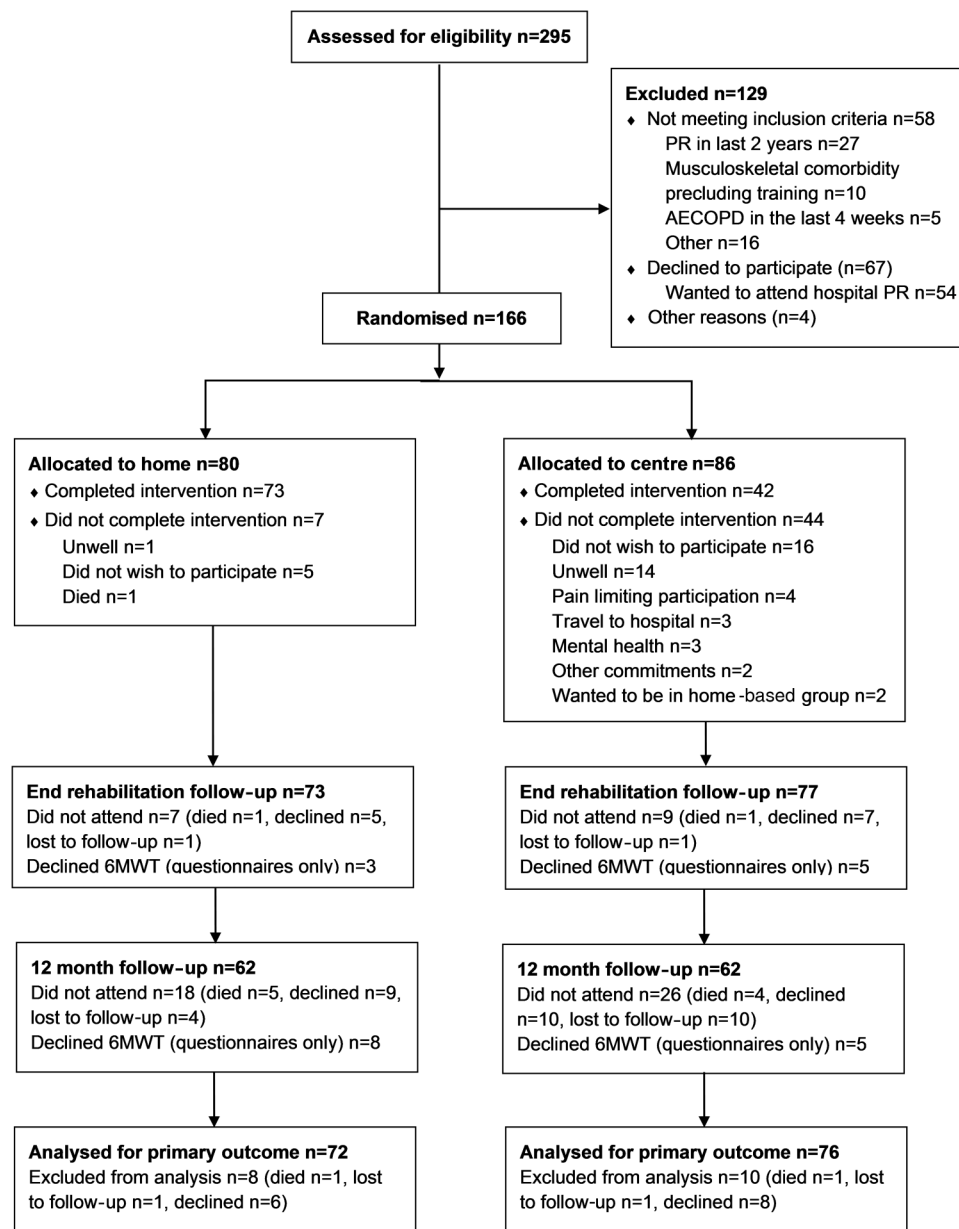 Assessed for eligibility n=295
Excluded n=129
♦ Not meeting inclusion criteria n=58
PR in last 2 years n=27
Musculoskeletal comorbidity
precluding training n=10
AECOPD in the last 4 weeks n=5
Other n=16
♦ Declined to participate (n=67)
Wanted to attend hospital PR n=54
♦ Other reasons (n=4)
Randomised n=166
Allocated to home n=80
♦ Completed intervention n=73
♦ Did not complete intervention n=7
Unwell n=1
Did not wish to participate n=5
Died n=1
Allocated to centre n=86
♦ Completed intervention n=42
♦ Did not complete intervention n=44
Did not wish to participate n=16
Unwell n=14
Pain limiting participation n=4
Travel to hospital n=3
Mental health n=3
Other commitments n=2
Wanted to be in home-based group n=2
End rehabilitation follow-up n=73
Did not attend n=7 (died n=1, declined n=5,
lost to follow-up n=1)
Declined 6MWT (questionnaires only) n=3
End rehabilitation follow-up n=77
Did not attend n=9 (died n=1, declined n=7,
lost to follow-up n=1)
Declined 6MWT (questionnaires only) n=5
12 month follow-up n=62
Did not attend n=18 (died n=5, declined n=9,
lost to follow-up n=4)
Declined 6MWT (questionnaires only) n=8
12 month follow-up n=62
Did not attend n=26 (died n=4, declined
n=10, lost to follow-up n=10)
Declined 6MWT (questionnaires only) n=5
Analysed for primary outcome n=72
Excluded from analysis n=8 (died n=1, lost
to follow-up n=1, declined n=6)
Analysed for primary outcome n=76
Excluded from analysis n=10 (died n=1, lost
to follow-up n=1, declined n=8)